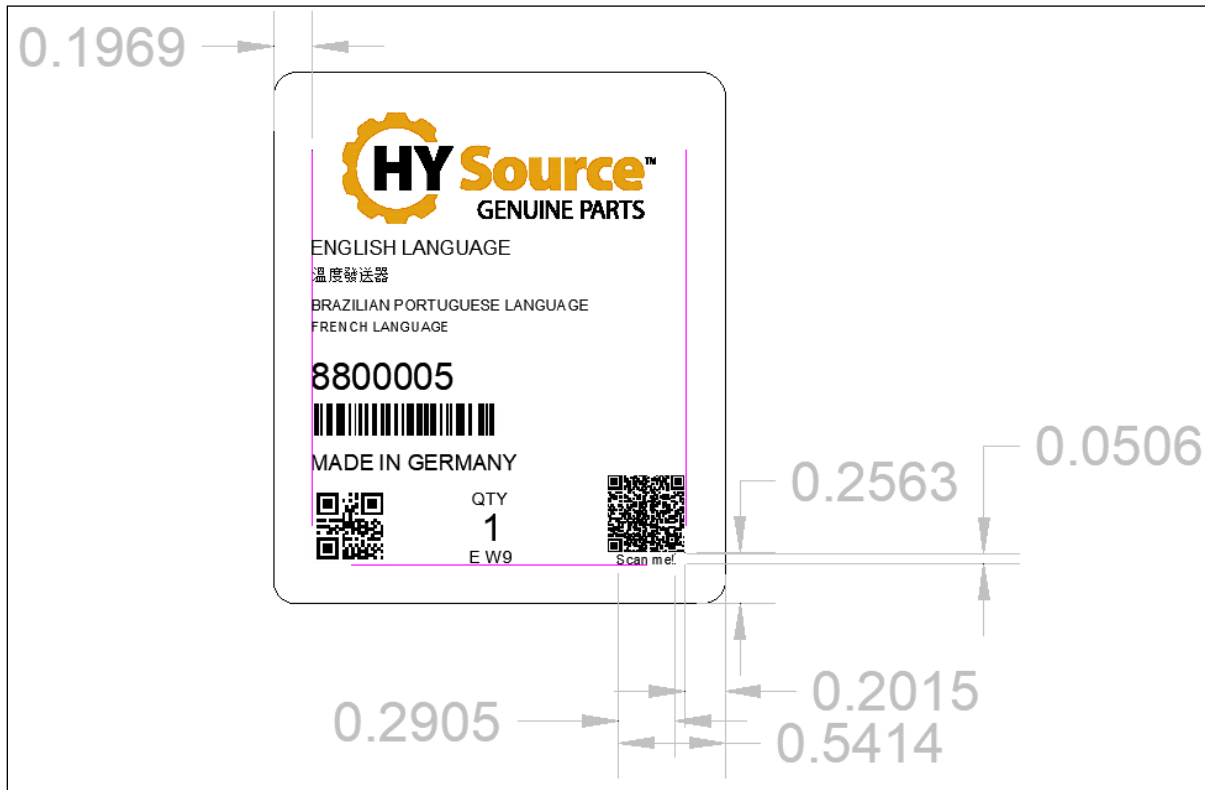 0.1969
HY Source™
GENUINE PARTS
ENGLISH LANGUAGE
溫度發送器
BRAZILIAN PORTUGUESE LANGUAGE
FRENCH LANGUAGE
8800005
MADE IN GERMANY
QTY
1
E W9
Scan me!
0.0506
0.2563
0.2015
0.2905
0.5414